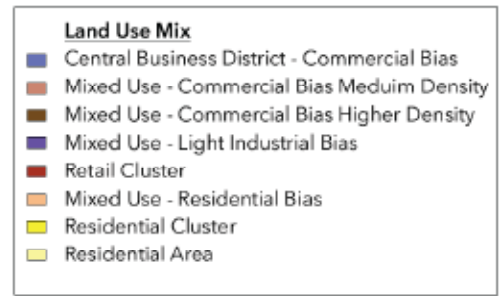 Land Use Mix
Central Business District - Commercial Bias
Mixed Use - Commercial Bias Meduim Density
Mixed Use - Commercial Bias Higher Density
Mixed Use - Light Industrial Bias
Retail Cluster
Mixed Use - Residential Bias
Residential Cluster
Residential Area